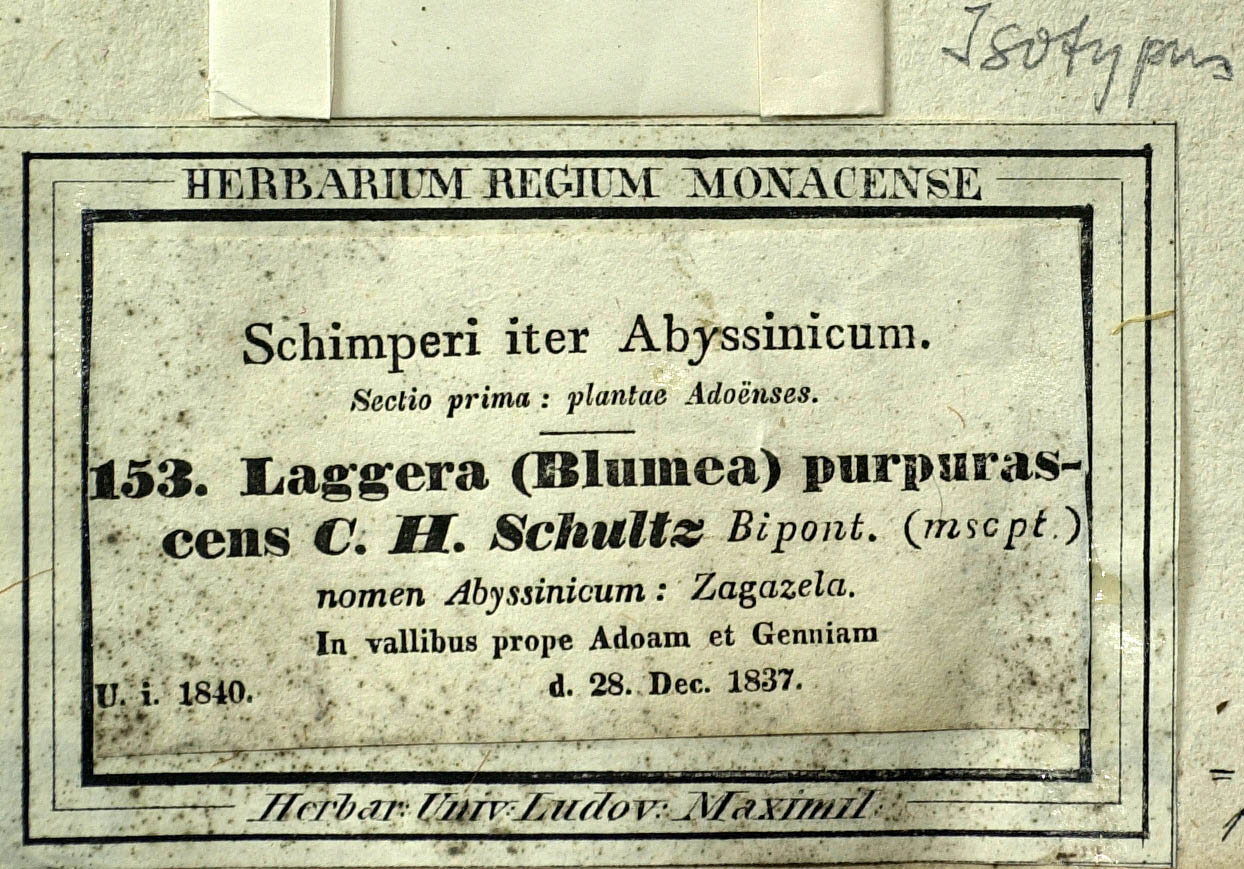 Isotypus
HERBARIUM REGIUM MONACENSE
Schimperi iter Abyssinicum.
Sectio prima : plantae Adoënses.
153. Laggera (Blumea) purpuras-
cens C. H. Schultz Bipont. (mscpt.)
nomen Abyssinicum : Zagazela.
In vallibus prope Adoam et Genniam
U. i. 1840. d. 28. Dec. 1837.
Herbar: Univ: Ludov: Maximil: